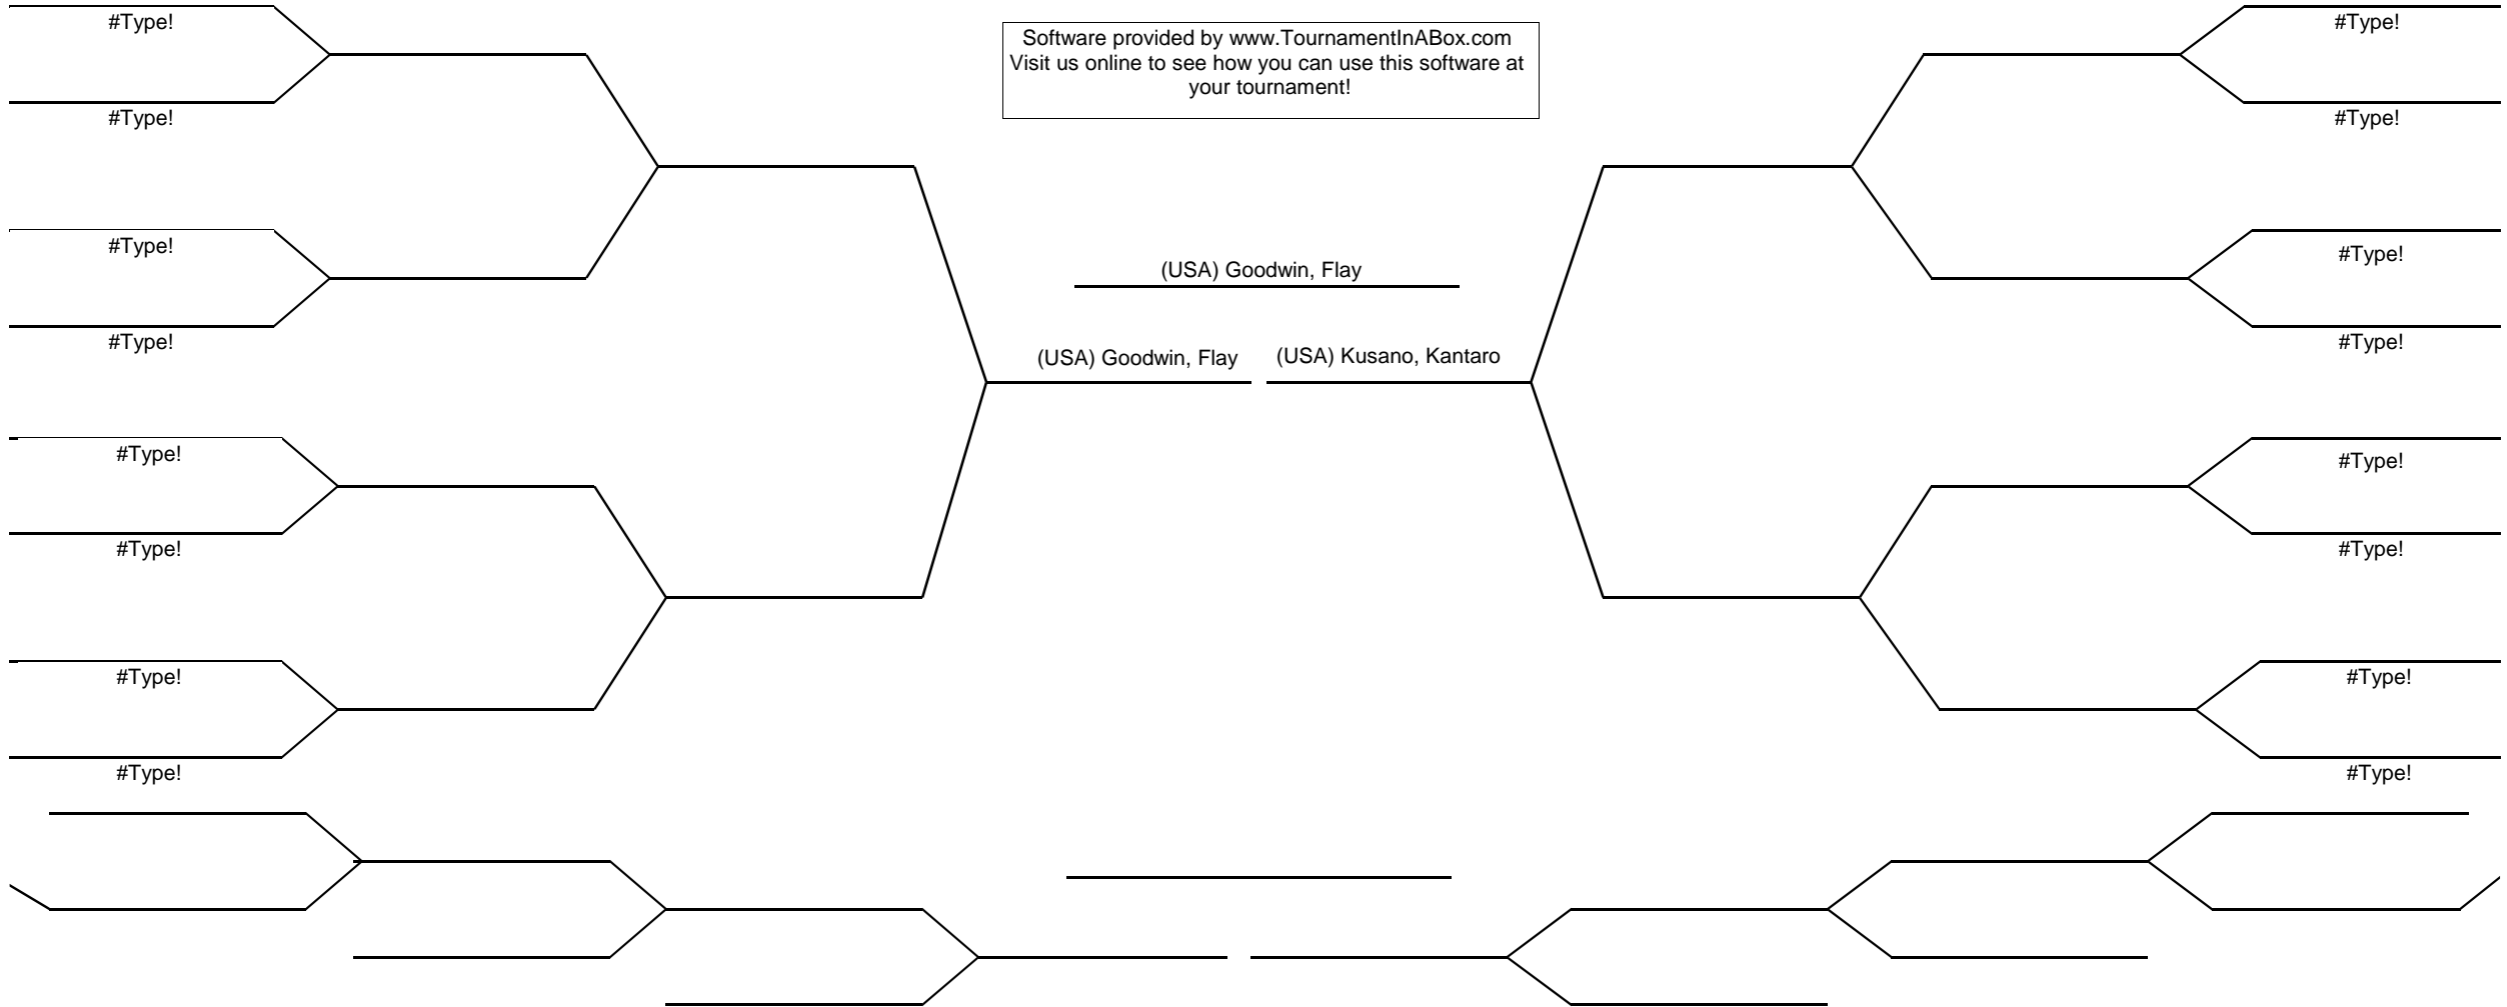 #Type!
#Type!
Software provided by www.TournamentInABox.com
Visit us online to see how you can use this software at
your tournament!
#Type!
#Type!
#Type!
#Type!
(USA) Goodwin, Flay
#Type!
#Type!
(USA) Goodwin, Flay
(USA) Kusano, Kantaro
#Type!
#Type!
#Type!
#Type!
#Type!
#Type!
#Type!
#Type!